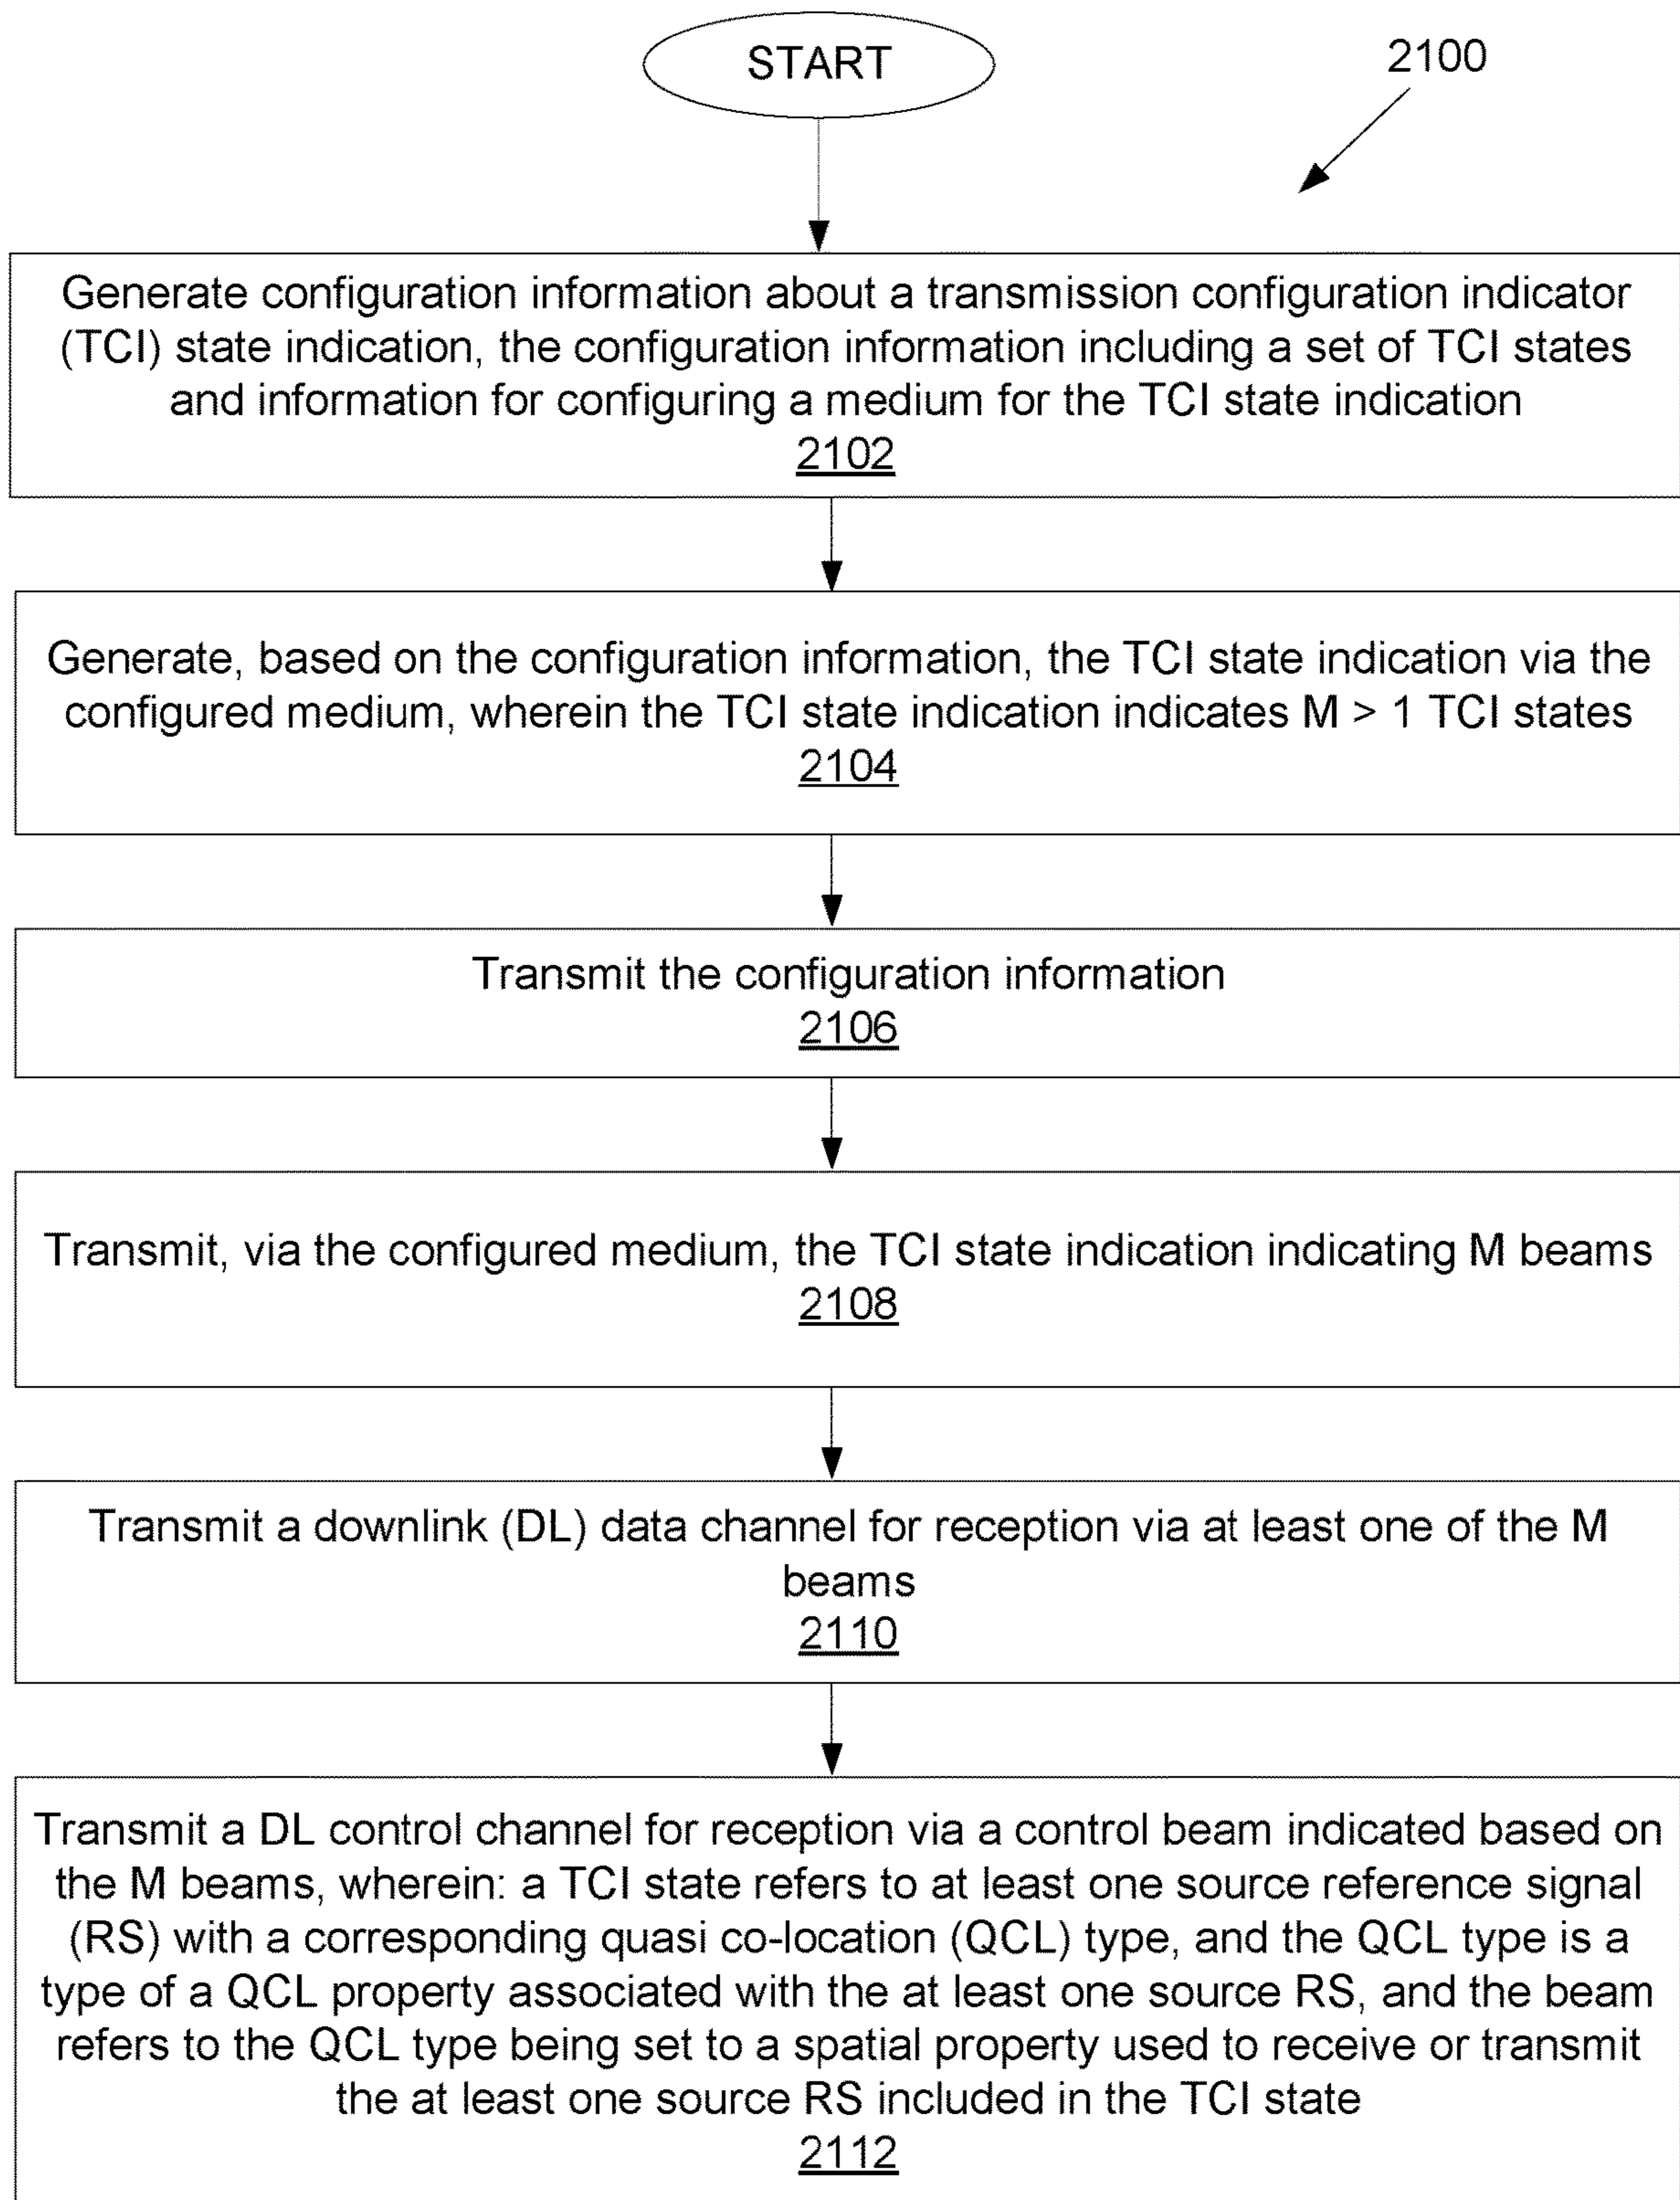 START
2100
Generate configuration information about a transmission configuration indicator
(TCI) state indication, the configuration information including a set of TCI states
and information for configuring a medium for the TCI state indication
2102
Generate, based on the configuration information, the TCI state indication via the
configured medium, wherein the TCI state indication indicates M > 1 TCI states
2104
Transmit the configuration information
2106
Transmit, via the configured medium, the TCI state indication indicating M beams
2108
Transmit a downlink (DL) data channel for reception via at least one of the M
beams
2110
Transmit a DL control channel for reception via a control beam indicated based on
the M beams, wherein: a TCI state refers to at least one source reference signal
(RS) with a corresponding quasi co-location (QCL) type, and the QCL type is a
type of a QCL property associated with the at least one source RS, and the beam
refers to the QCL type being set to a spatial property used to receive or transmit
the at least one source RS included in the TCI state
2112